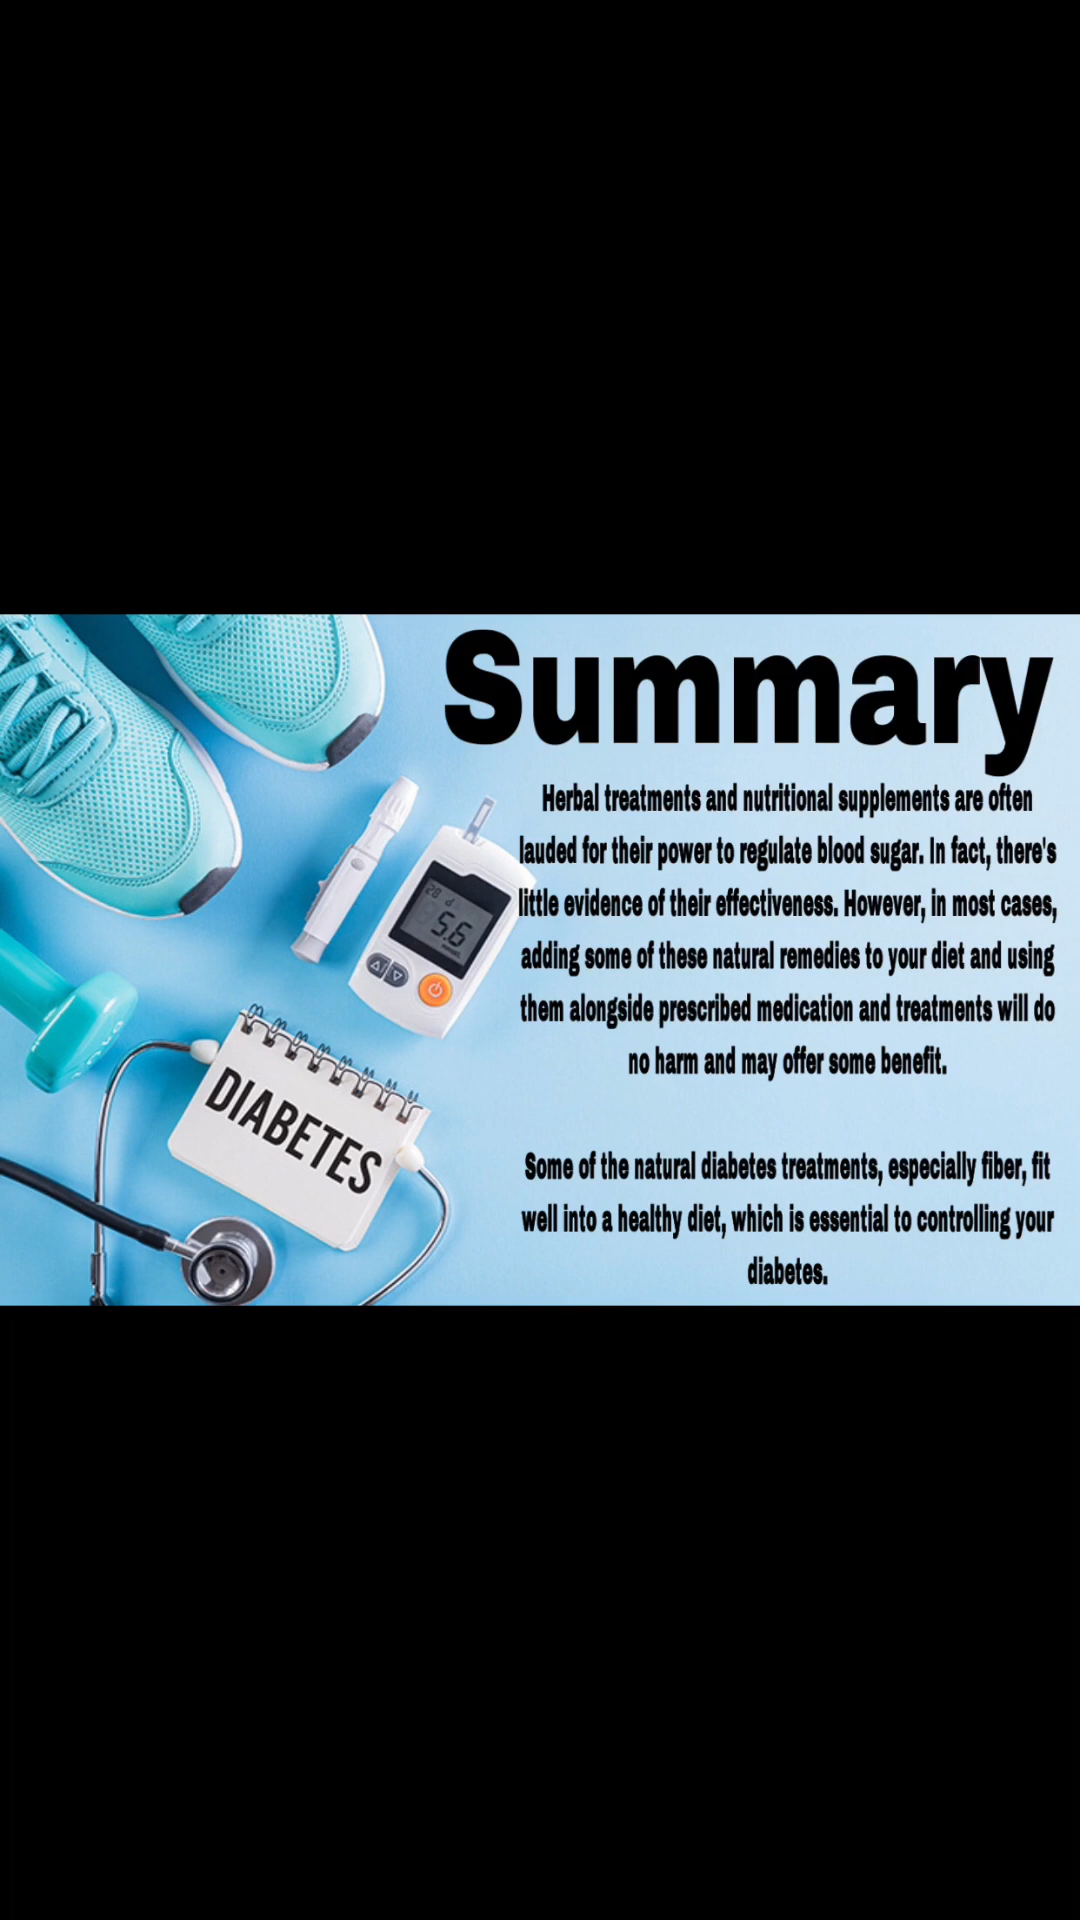 Summary
Herbal treatments and nutritional supplements are often
lauded for their power to regulate blood sugar. In fact, there's
little evidence of their effectiveness. However, in most cases,
adding some of these natural remedies to your diet and using
them alongside prescribed medication and treatments will do
no harm and may offer some benefit.
Some of the natural diabetes treatments, especially fiber, fit
well into a healthy diet, which is essential to controlling your
diabetes.
5.6
DIABETES